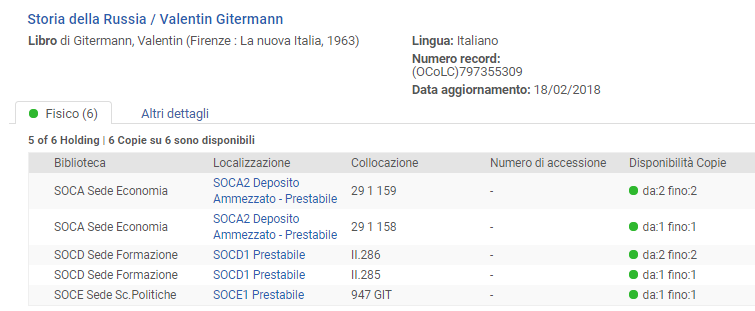 Storia della Russia / Valentin Gitermann
Libro di Gitermann, Valentin (Firenze : La nuova Italia, 1963)
Lingua: Italiano
Numero record:
(OCoLC)797355309
Data aggiornamento: 18/02/2018
Fisico (6) Altri dettagli
5 of 6 Holding | 6 Copie su 6 sono disponibili
Biblioteca Localizzazione Collocazione Numero di accessione Disponibilità Copie
SOCA Sede Economia SOCA2 Deposito
Ammezzato - Prestabile 29 1 159 - da:2 fino:2
SOCA Sede Economia SOCA2 Deposito
Ammezzato - Prestabile 29 1 158 - da:1 fino:1
SOCD Sede Formazione SOCD1 Prestabile II.286 - da:2 fino:2
SOCD Sede Formazione SOCD1 Prestabile II.285 - da:1 fino:1
SOCE Sede Sc.Politiche SOCE1 Prestabile 947 GIT - da:1 fino:1